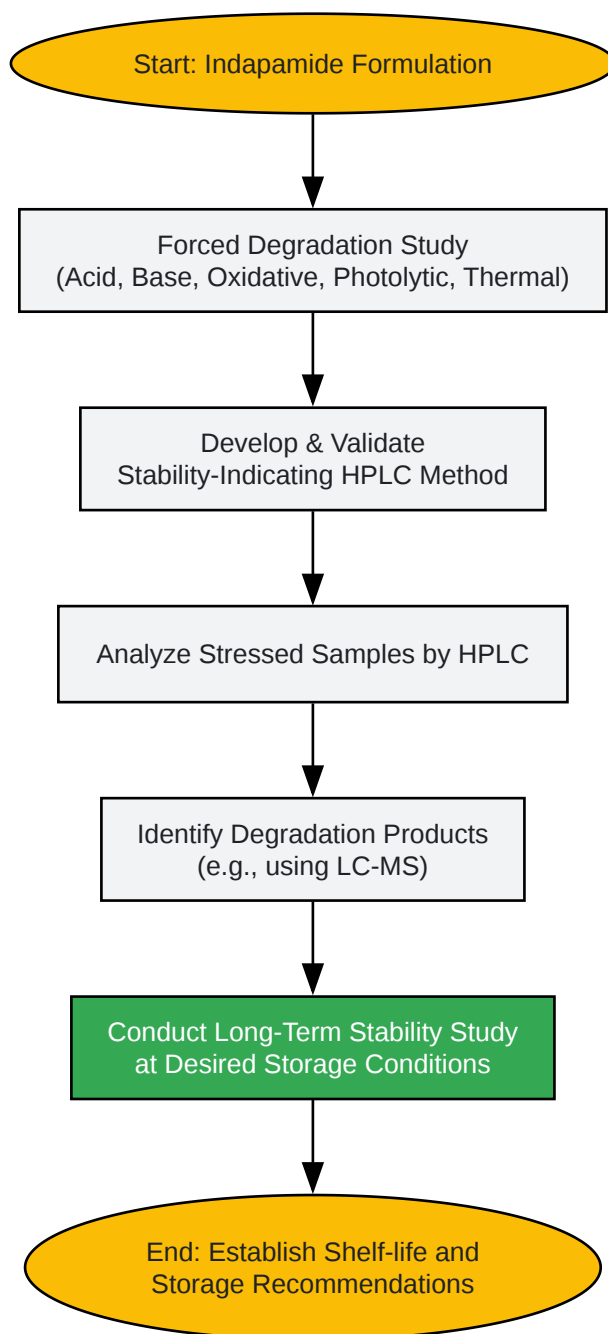 Start: Indapamide Formulation
Forced Degradation Study
(Acid, Base, Oxidative, Photolytic, Thermal)
Develop & Validate
Stability-Indicating HPLC Method
Analyze Stressed Samples by HPLC
Identify Degradation Products
(e.g., using LC-MS)
Conduct Long-Term Stability Study
at Desired Storage Conditions
End: Establish Shelf-life and
Storage Recommendations